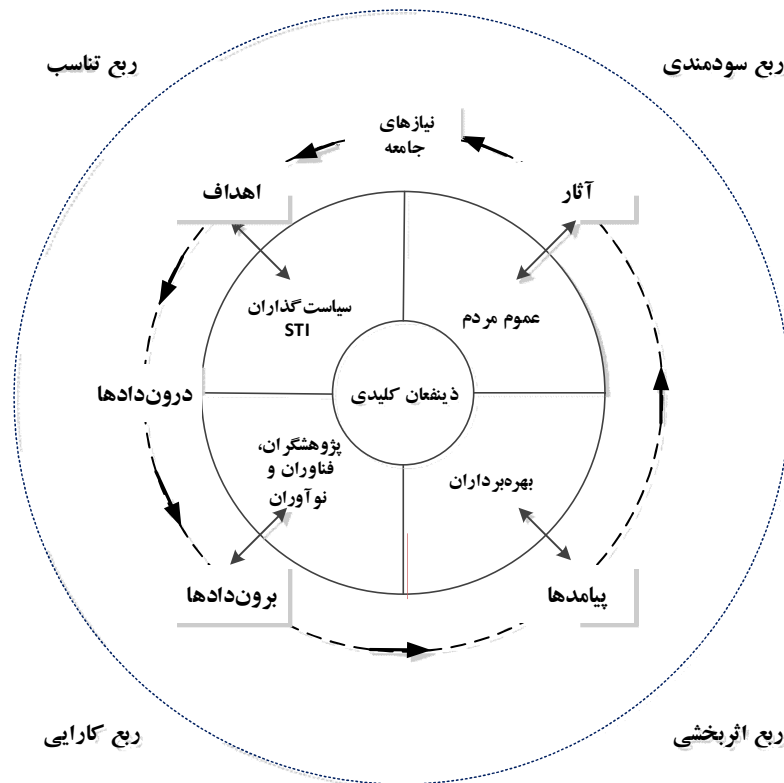 ربع سودمندی
ربع تناسب
نیازهای
جامعه
آثار
اهداف
عموم مردم
سیاست‌گذاران
STI
ذینفعان کلیدی
درون‌دادها
پژوهشگران،
فناوران و
نوآوران
بهره‌برداران
پیامدها
برون‌دادها
ربع اثربخشی
ربع کارایی